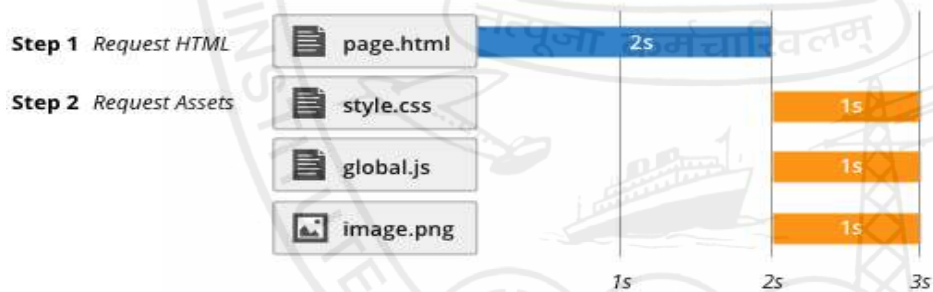 Step 1 Request HTML page.html 2s
Step 2 Request Assets style.css 1s
global.js 1s
image.png 1s
1s 2s 3s